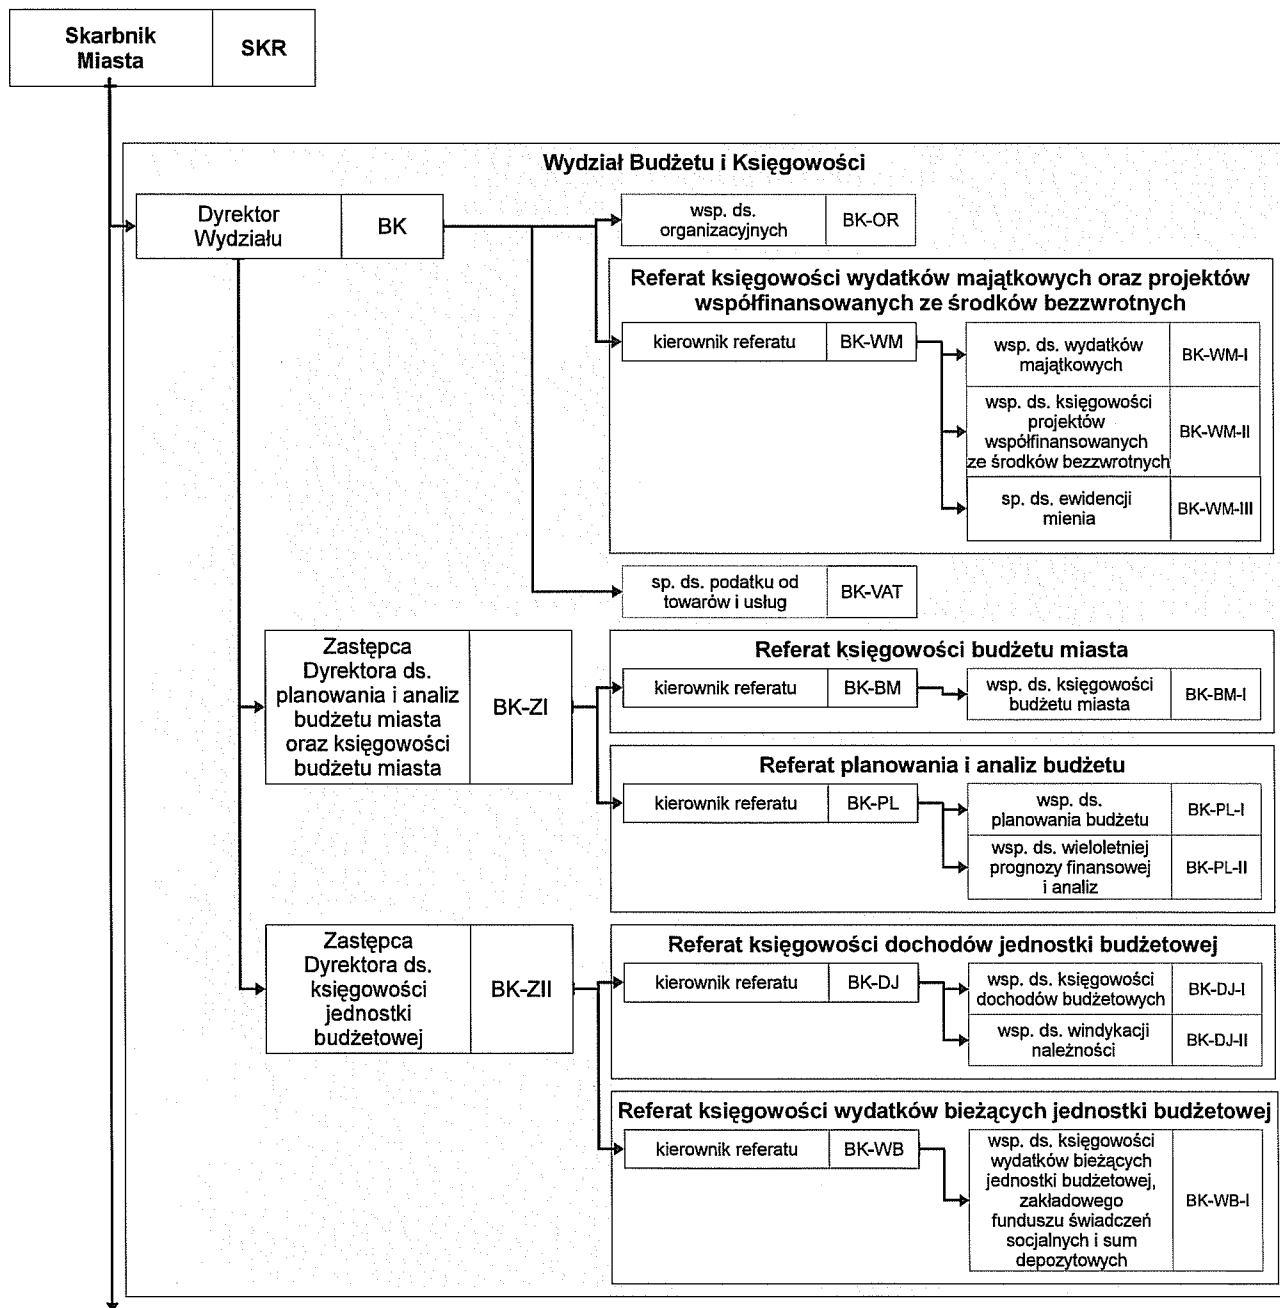 Skarbnik
Miasta
SKR
Wydział Budżetu i Księgowości
Dyrektor
Wydziału
BK
wsp. ds.
organizacyjnych
BK-OR
Referat księgowości wydatków majątkowych oraz projektów
współfinansowanych ze środków bezzwrotnych
kierownik referatu
BK-WM
wsp. ds. wydatków
majątkowych
BK-WM-I
wsp. ds. księgowości
projektów
współfinansowanych
ze środków bezzwrotnych
BK-WM-II
sp. ds. ewidencji
mienia
BK-WM-III
sp. ds. podatku od
towarów i usług
BK-VAT
Zastępca
Dyrektora ds.
planowania i analiz
budżetu miasta
oraz księgowości
budżetu miasta
BK-ZI
Referat księgowości budżetu miasta
kierownik referatu
BK-BM
wsp. ds. księgowości
budżetu miasta
BK-BM-I
Referat planowania i analiz budżetu
kierownik referatu
BK-PL
wsp. ds.
planowania budżetu
BK-PL-I
wsp. ds. wieloletniej
prognozy finansowej
i analiz
BK-PL-II
Zastępca
Dyrektora ds.
księgowości
jednostki
budżetowej
BK-ZII
Referat księgowości dochodów jednostki budżetowej
kierownik referatu
BK-DJ
wsp. ds. księgowości
dochodów budżetowych
BK-DJ-I
wsp. ds. windykacji
należności
BK-DJ-II
Referat księgowości wydatków bieżących jednostki budżetowej
kierownik referatu
BK-WB
wsp. ds. księgowości
wydatków bieżących
jednostki budżetowej,
zakładowego
funduszu świadczeń
socjalnych i sum
depozytowych
BK-WB-I